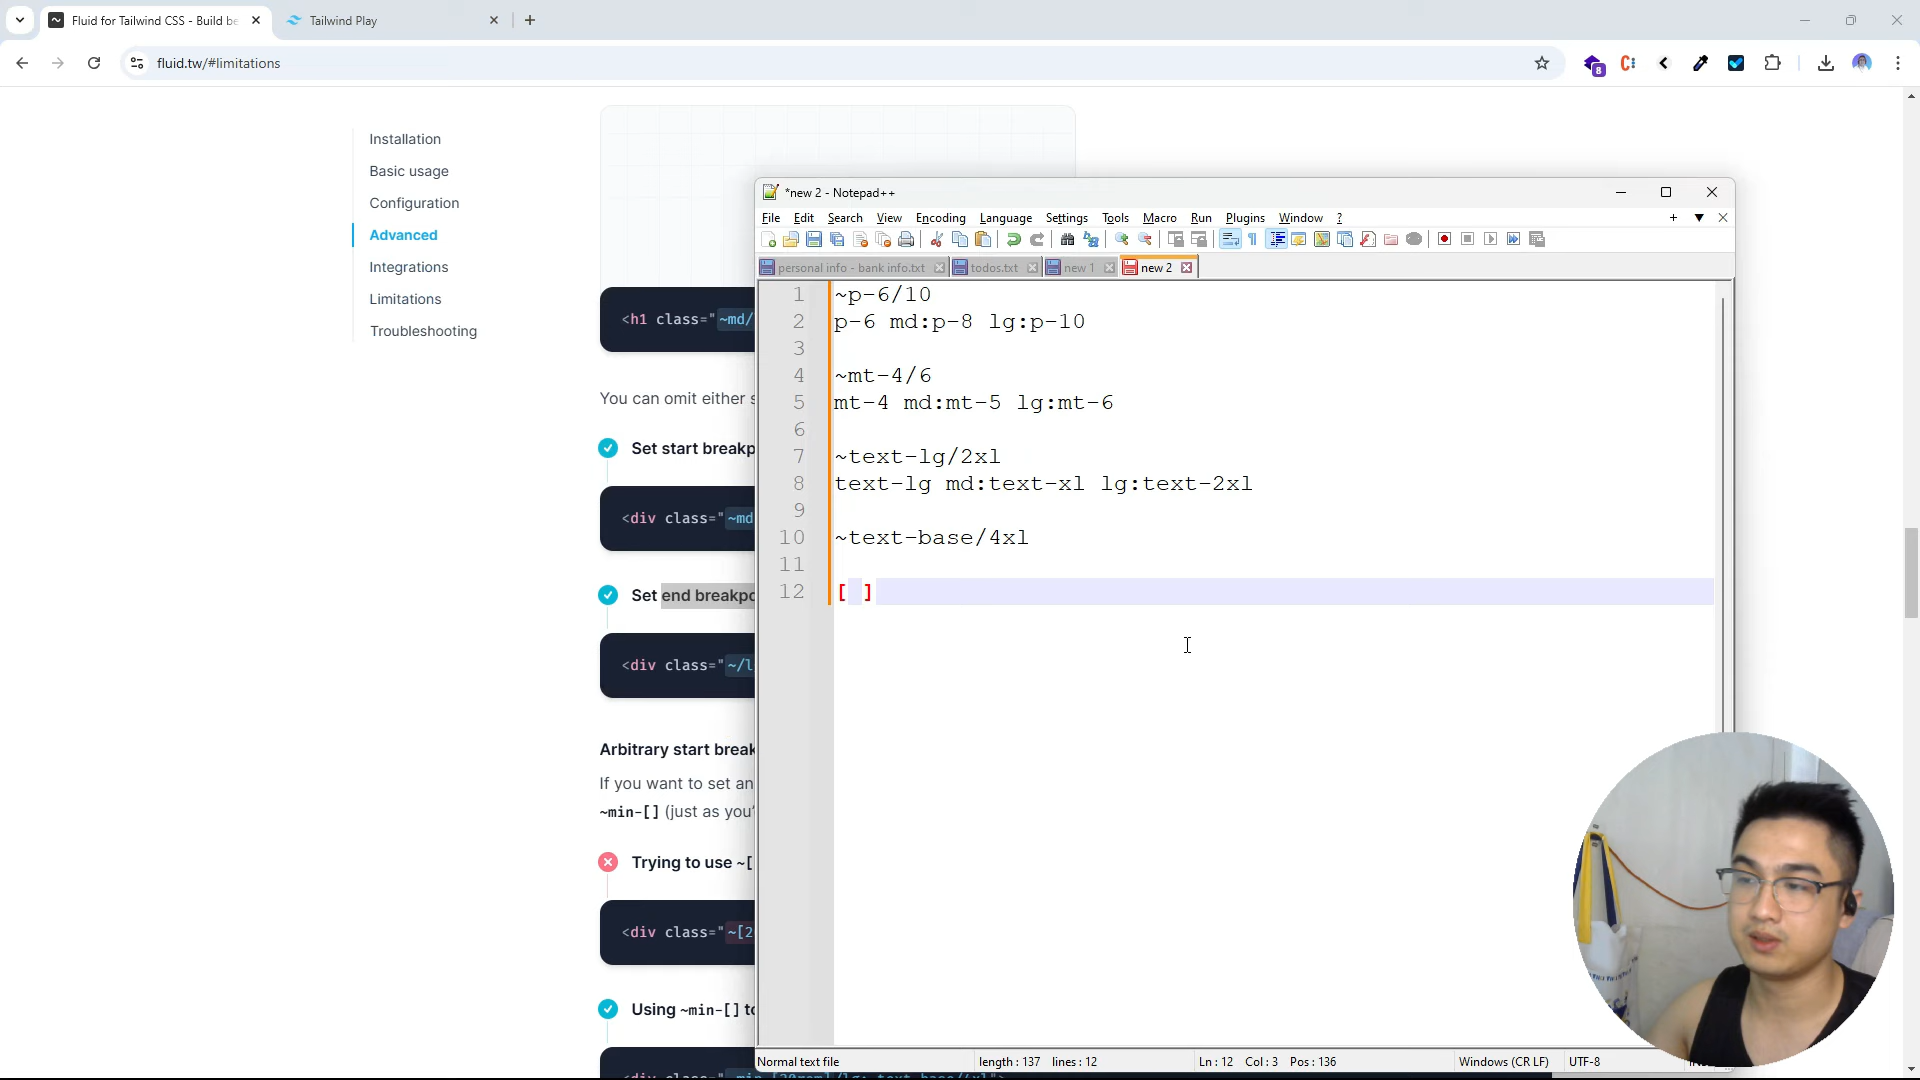 Fluid for Tailwind CSS - Build be
Tailwind Play
fluid.tw/#limitations
8
Installation
Basic usage
Configuration
Advanced
Integrations
Limitations
Troubleshooting
<h1 class="~md/
You can omit either s
Set start breakp
<div class="~md
Set end breakpo
<div class="~/l
Arbitrary start break
If you want to set an
~min-[] (just as you'
Trying to use ~[
<div class="~[2
Using ~min-[] to
*new 2 - Notepad++
File Edit Search View Encoding Language Settings Tools Macro Run Plugins Window ?
personal info - bank info.txt
todos.txt
new 1
new 2
1 ~p-6/10
2 p-6 md:p-8 lg:p-10
3
4 ~mt-4/6
5 mt-4 md:mt-5 lg:mt-6
6
7 ~text-lg/2xl
8 text-lg md:text-xl lg:text-2xl
9
10 ~text-base/4xl
11
12 [ ]
Normal text file
length : 137 lines : 12
Ln : 12 Col : 3 Pos : 136
Windows (CR LF)
UTF-8